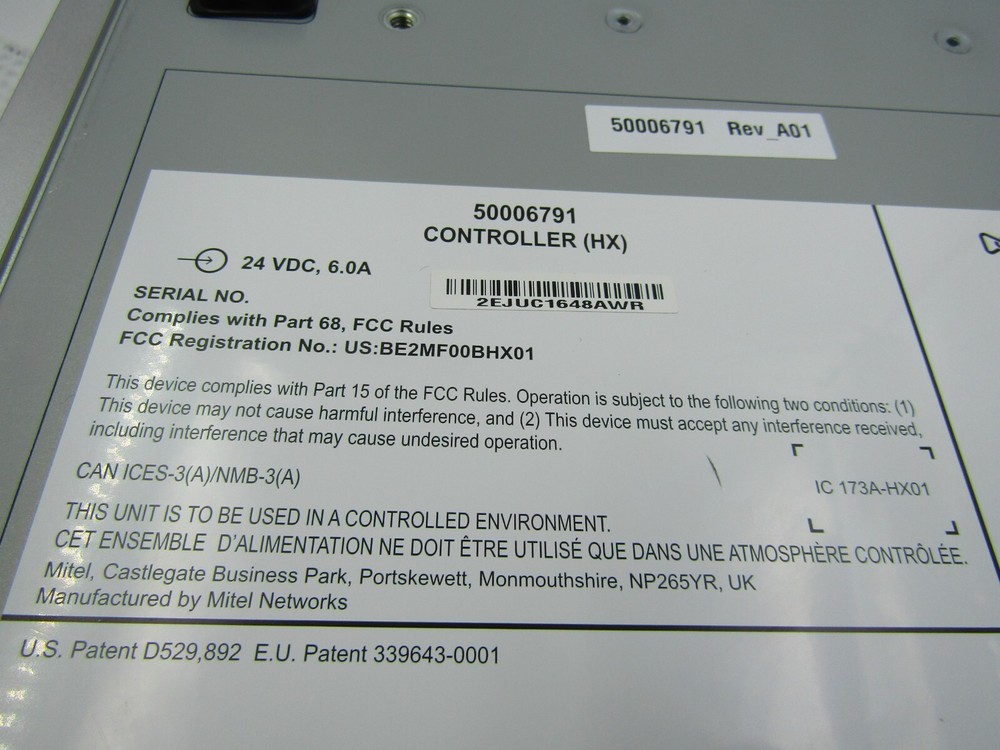 50006791 Rev_A01
50006791
CONTROLLER (HX)
24 VDC, 6.0A
SERIAL NO.
2EJUC1648AWR
Complies with Part 68, FCC Rules
FCC Registration No.: US:BE2MF00BHX01
This device complies with Part 15 of the FCC Rules. Operation is subject to the following two conditions: (1)
This device may not cause harmful interference, and (2) This device must accept any interference received,
including interference that may cause undesired operation.
CAN ICES-3(A)/NMB-3(A)
IC 173A-HX01
THIS UNIT IS TO BE USED IN A CONTROLLED ENVIRONMENT.
CET ENSEMBLE D'ALIMENTATION NE DOIT ÊTRE UTILISÉ QUE DANS UNE ATMOSPHÈRE CONTRÔLÉE.
Mitel, Castlegate Business Park, Portskewett, Monmouthshire, NP265YR, UK
Manufactured by Mitel Networks
U.S. Patent D529,892 E.U. Patent 339643-0001